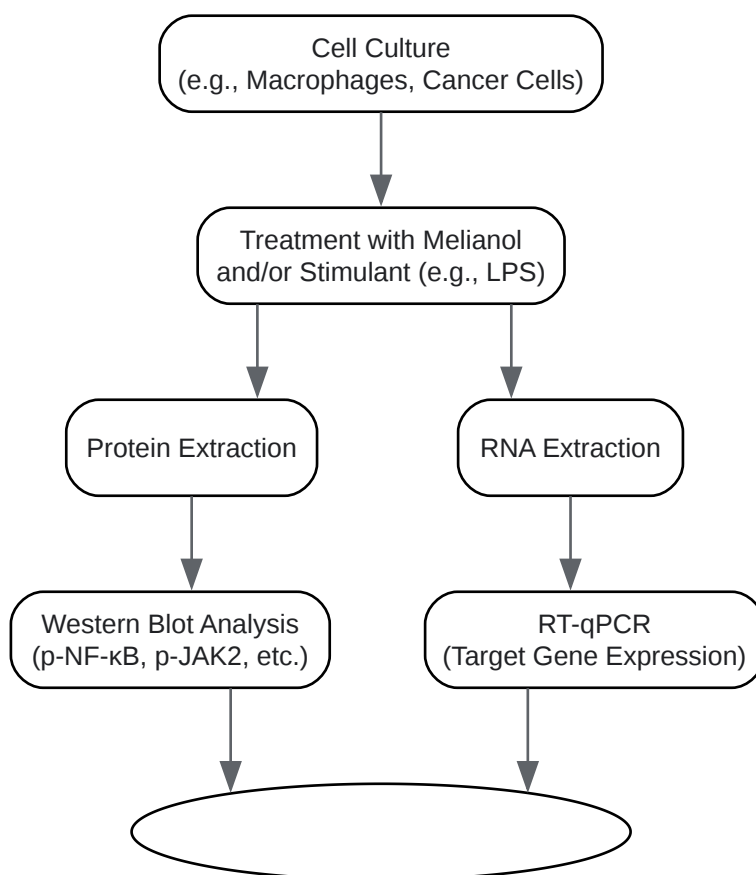 Cell Culture
(e.g., Macrophages, Cancer Cells)
Treatment with Melianol
and/or Stimulant (e.g., LPS)
Protein Extraction
RNA Extraction
Western Blot Analysis
(p-NF-κB, p-JAK2, etc.)
RT-qPCR
(Target Gene Expression)